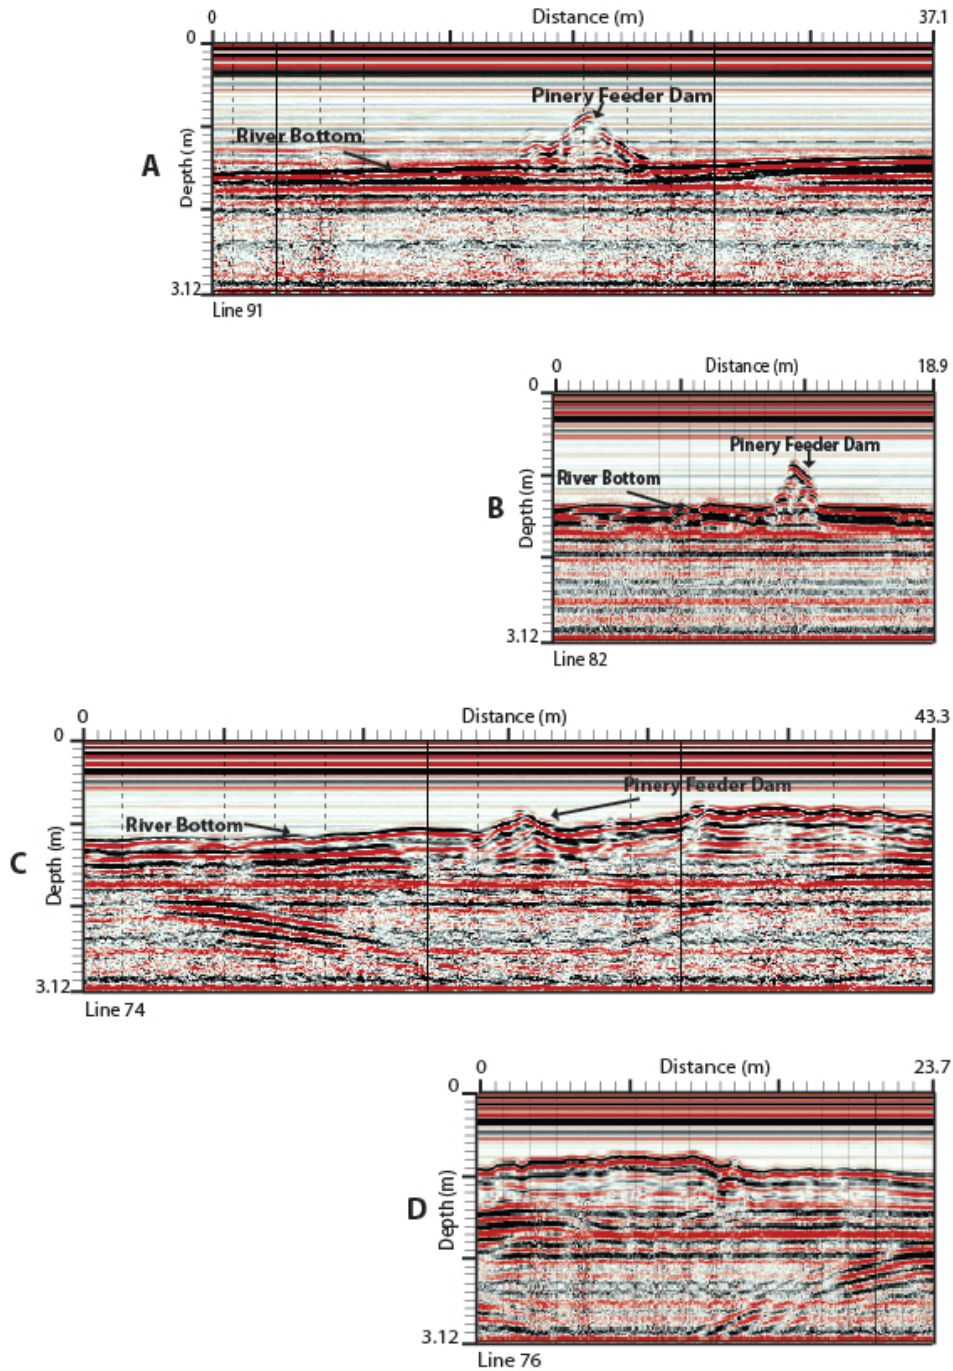 0 Distance (m) 37.1
0
Pinery Feeder Dam
River Bottom
A
Depth (m)
3.12
Line 91
0 Distance (m) 18.9
0
Pinery Feeder Dam
River Bottom
B
Depth (m)
3.12
Line 82
0 Distance (m) 43.3
0
Pinery Feeder Dam
River Bottom
C
Depth (m)
3.12
Line 74
0 Distance (m) 23.7
0
D
Depth (m)
3.12
Line 76